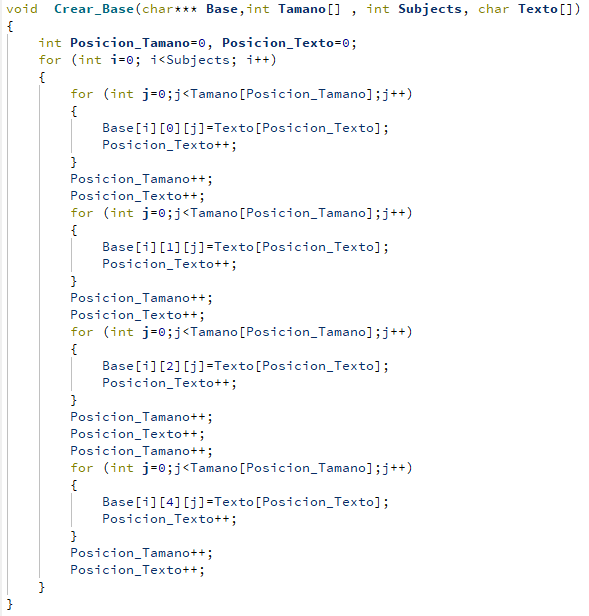 void  Crear_Base(char*** Base,int Tamano[] , int Subjects, char Texto[])
{
    int Posicion_Tamano=0, Posicion_Texto=0;
    for (int i=0; i<Subjects; i++)
    {
        for (int j=0;j<Tamano[Posicion_Tamano];j++)
        {
            Base[i][0][j]=Texto[Posicion_Texto];
            Posicion_Texto++;
        }
        Posicion_Tamano++;
        Posicion_Texto++;
        for (int j=0;j<Tamano[Posicion_Tamano];j++)
        {
            Base[i][1][j]=Texto[Posicion_Texto];
            Posicion_Texto++;
        }
        Posicion_Tamano++;
        Posicion_Texto++;
        for (int j=0;j<Tamano[Posicion_Tamano];j++)
        {
            Base[i][2][j]=Texto[Posicion_Texto];
            Posicion_Texto++;
        }
        Posicion_Tamano++;
        Posicion_Texto++;
        Posicion_Tamano++;
        for (int j=0;j<Tamano[Posicion_Tamano];j++)
        {
            Base[i][4][j]=Texto[Posicion_Texto];
            Posicion_Texto++;
        }
        Posicion_Tamano++;
        Posicion_Texto++;
    }
}